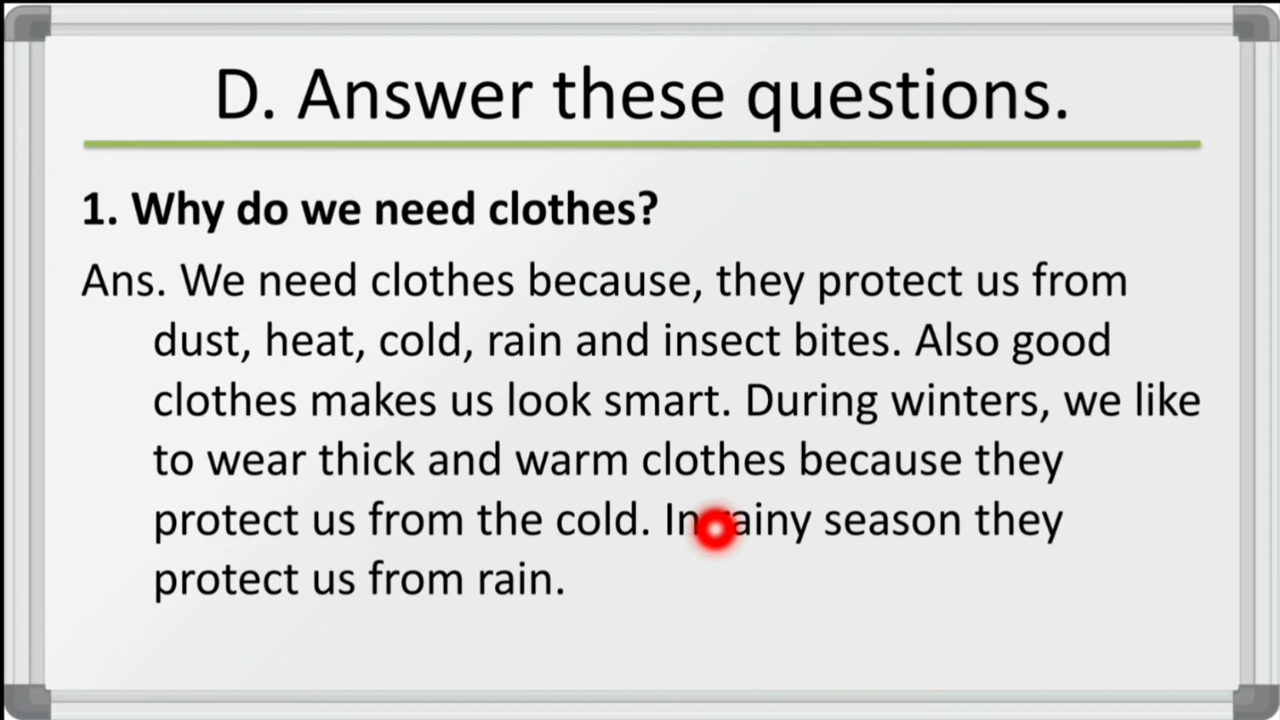 D. Answer these questions.
1. Why do we need clothes?
Ans. We need clothes because, they protect us from
dust, heat, cold, rain and insect bites. Also good
clothes makes us look smart. During winters, we like
to wear thick and warm clothes because they
protect us from the cold. In rainy season they
protect us from rain.